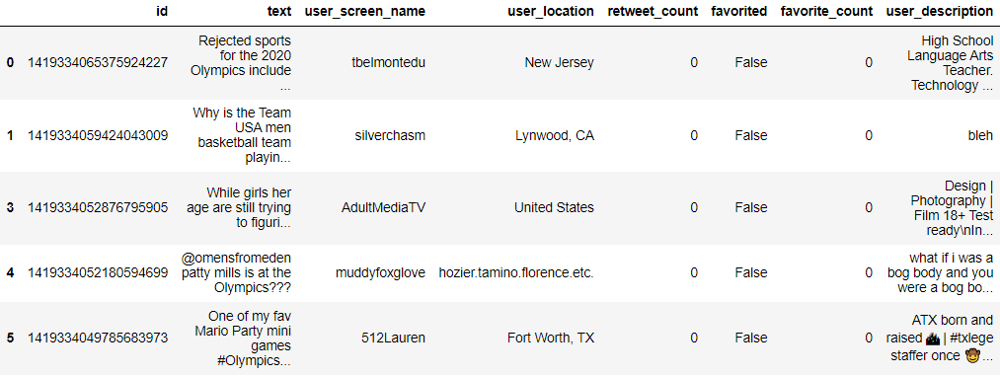 id text user_screen_name user_location retweet_count favorited favorite_count user_description
0 1419334065375924227 Rejected sports for the 2020 Olympics include ... tbelmontedu New Jersey 0 False 0 High School Language Arts Teacher. Technology ...
1 1419334059424043009 Why is the Team USA men basketball team playin... silverchasm Lynwood, CA 0 False 0 bleh
3 1419334052876795905 While girls her age are still trying to figuri... AdultMediaTV United States 0 False 0 Design | Photography | Film 18+ Test ready\nIn...
4 1419334052180594699 @omensfromeden patty mills is at the Olympics??? muddyfoxglove hozier.tamino.florence.etc. 0 False 0 what if i was a bog body and you were a bog bo...
5 1419334049785683973 One of my fav Mario Party mini games #Olympics... 512Lauren Fort Worth, TX 0 False 0 ATX born and raised | #txlege staffer once 🤠...